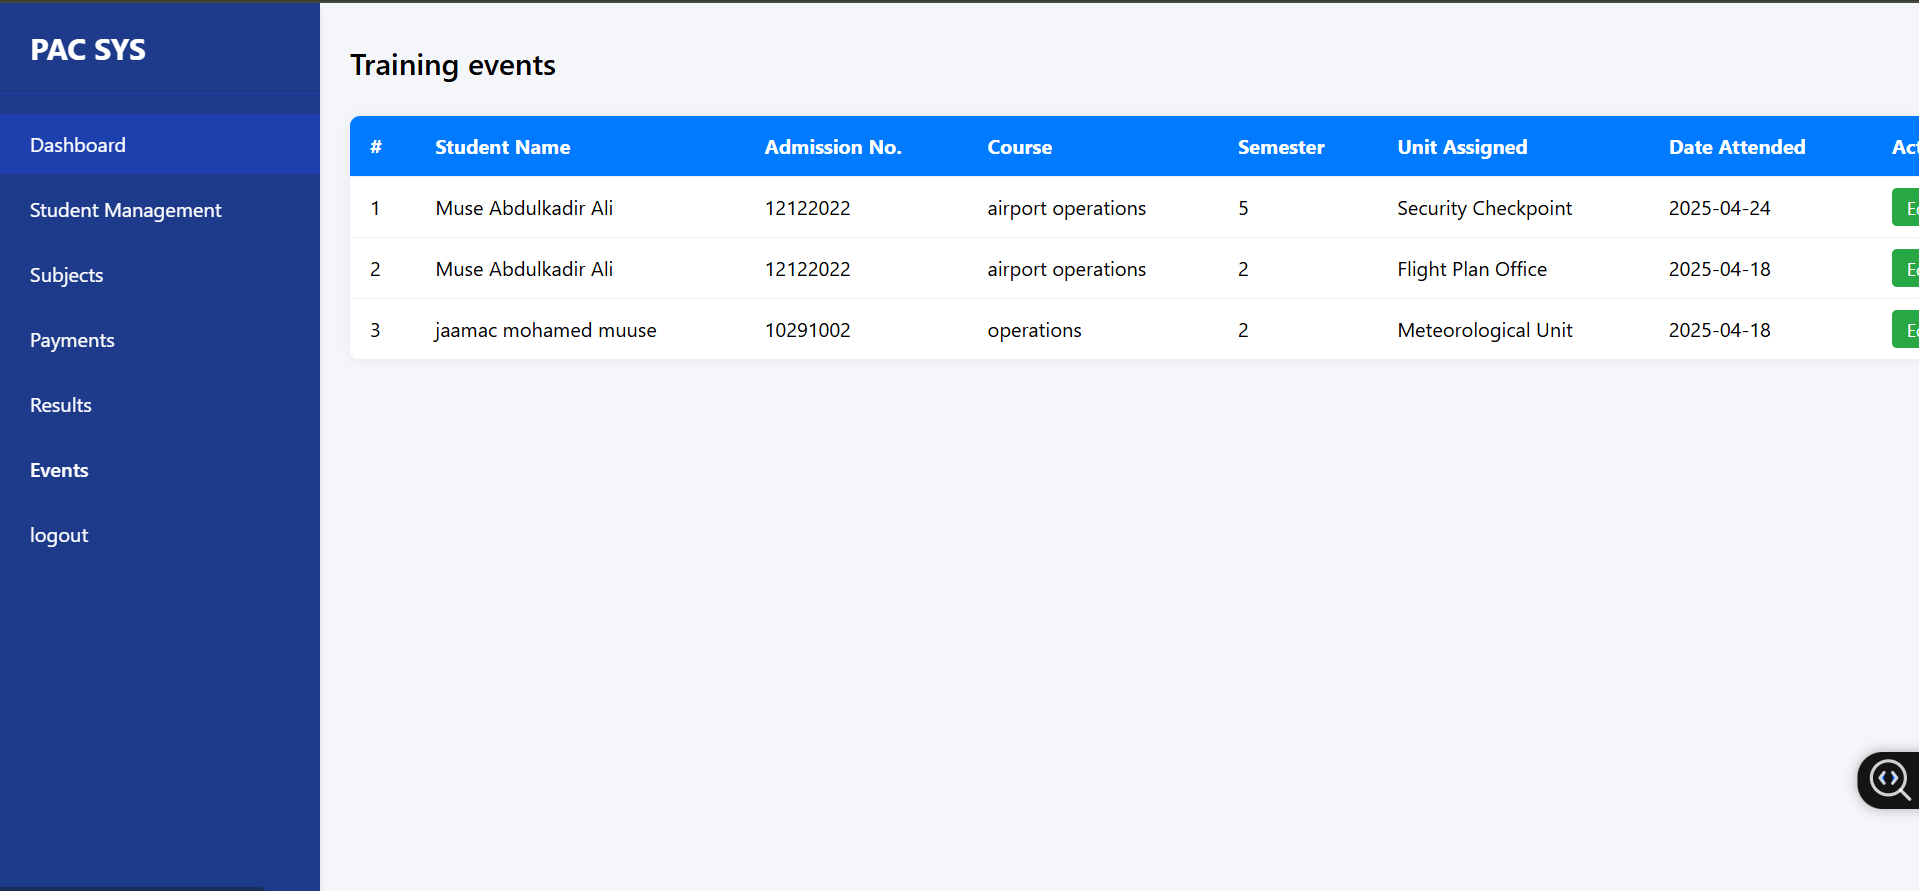 PAC SYS
Dashboard
Student Management
Subjects
Payments
Results
Events
logout
Training events
# Student Name Admission No. Course Semester Unit Assigned Date Attended
1 Muse Abdulkadir Ali 12122022 airport operations 5 Security Checkpoint 2025-04-24
2 Muse Abdulkadir Ali 12122022 airport operations 2 Flight Plan Office 2025-04-18
3 jaamac mohamed muuse 10291002 operations 2 Meteorological Unit 2025-04-18